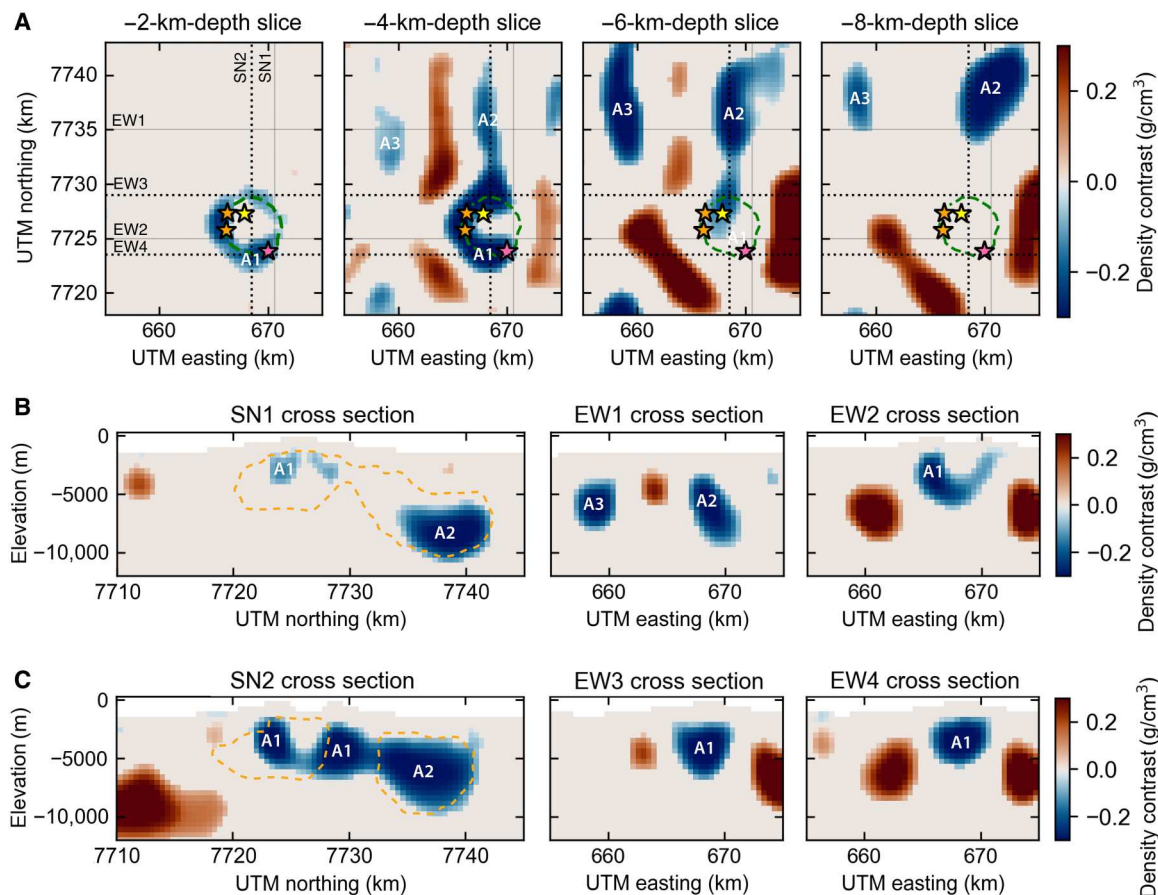 A
−2-km-depth slice
−4-km-depth slice
−6-km-depth slice
−8-km-depth slice
UTM northing (km)
7740
7735
7730
7725
7720
SN2
SN1
EW1
EW3
EW2
EW4
A1
A3
A2
A1
A3
A2
A1
A3
A2
660 670
660 670
660 670
660 670
UTM easting (km)
UTM easting (km)
UTM easting (km)
UTM easting (km)
0.2
0.0
−0.2
Density contrast (g/cm³)
B
SN1 cross section
EW1 cross section
EW2 cross section
Elevation (m)
0
−5000
−10,000
A1
A2
A3
A2
A1
7710 7720 7730 7740
660 670
660 670
UTM northing (km)
UTM easting (km)
UTM easting (km)
0.2
0.0
−0.2
Density contrast (g/cm³)
C
SN2 cross section
EW3 cross section
EW4 cross section
Elevation (m)
0
−5000
−10,000
A1
A1
A2
A1
A1
7710 7720 7730 7740
660 670
660 670
UTM northing (km)
UTM easting (km)
UTM easting (km)
0.2
0.0
−0.2
Density contrast (g/cm³)